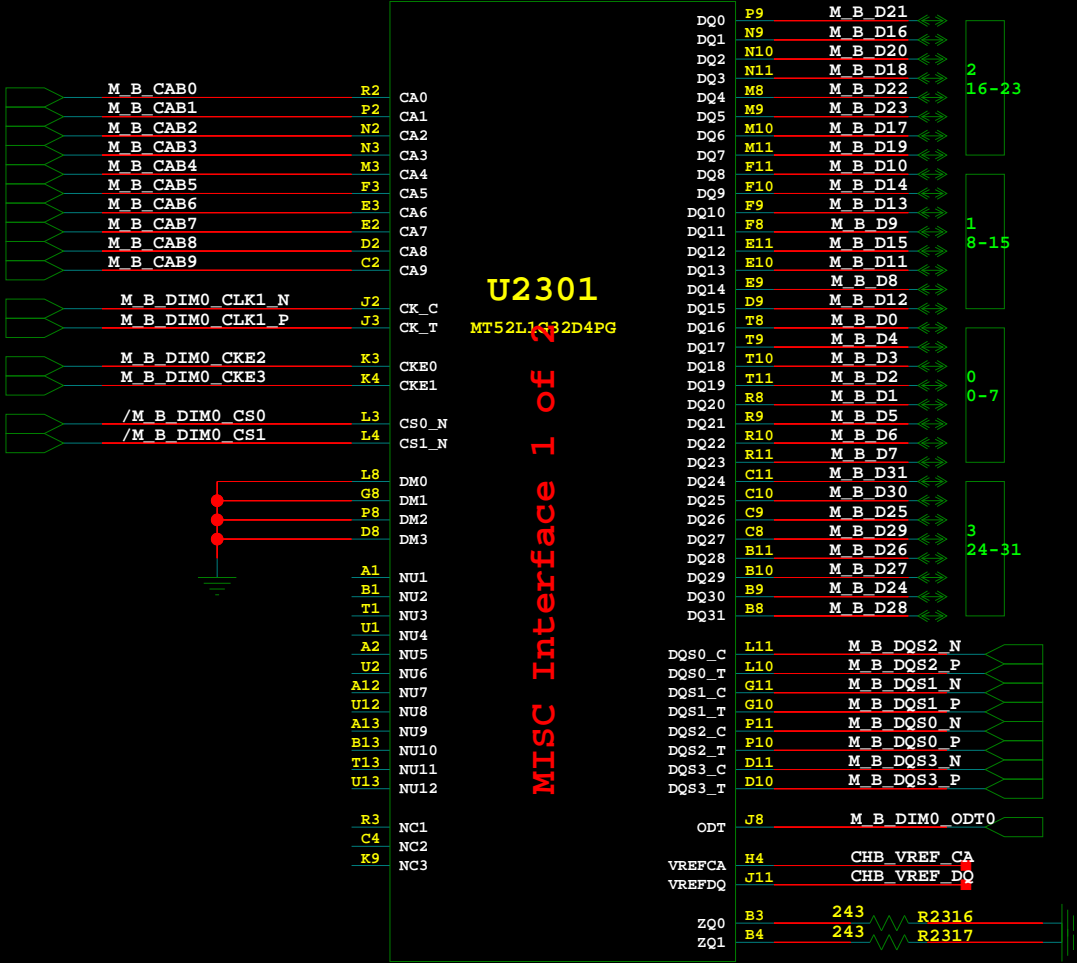 M_B_CAB0 R2 CA0
M_B_CAB1 P2 CA1
M_B_CAB2 N2 CA2
M_B_CAB3 N3 CA3
M_B_CAB4 M3 CA4
M_B_CAB5 F3 CA5
M_B_CAB6 E3 CA6
M_B_CAB7 E2 CA7
M_B_CAB8 D2 CA8
M_B_CAB9 C2 CA9
M_B_DIM0_CLK1_N J2 CK_C
M_B_DIM0_CLK1_P J3 CK_T
M_B_DIM0_CKE2 K3 CKE0
M_B_DIM0_CKE3 K4 CKE1
/M_B_DIM0_CS0 L3 CS0_N
/M_B_DIM0_CS1 L4 CS1_N
L8 DM0
G8 DM1
P8 DM2
D8 DM3
A1 NU1
B1 NU2
T1 NU3
U1 NU4
A2 NU5
U2 NU6
A12 NU7
U12 NU8
A13 NU9
B13 NU10
T13 NU11
U13 NU12
R3 NC1
C4 NC2
K9 NC3
U2301
MT52L1G32D4PG
MISC Interface 1 of 2
DQ0 P9 M_B_D21
DQ1 N9 M_B_D16
DQ2 N10 M_B_D20
DQ3 N11 M_B_D18
DQ4 M8 M_B_D22
DQ5 M9 M_B_D23
DQ6 M10 M_B_D17
DQ7 M11 M_B_D19
2
16-23
DQ8 F11 M_B_D10
DQ9 F10 M_B_D14
DQ10 F9 M_B_D13
DQ11 F8 M_B_D9
DQ12 E11 M_B_D15
DQ13 E10 M_B_D11
DQ14 E9 M_B_D8
DQ15 D9 M_B_D12
1
8-15
DQ16 T8 M_B_D0
DQ17 T9 M_B_D4
DQ18 T10 M_B_D3
DQ19 T11 M_B_D2
DQ20 R8 M_B_D1
DQ21 R9 M_B_D5
DQ22 R10 M_B_D6
DQ23 R11 M_B_D7
0
0-7
DQ24 C11 M_B_D31
DQ25 C10 M_B_D30
DQ26 C9 M_B_D25
DQ27 C8 M_B_D29
DQ28 B11 M_B_D26
DQ29 B10 M_B_D27
DQ30 B9 M_B_D24
DQ31 B8 M_B_D28
3
24-31
DQS0_C L11 M_B_DQS2_N
DQS0_T L10 M_B_DQS2_P
DQS1_C G11 M_B_DQS1_N
DQS1_T G10 M_B_DQS1_P
DQS2_C P11 M_B_DQS0_N
DQS2_T P10 M_B_DQS0_P
DQS3_C D11 M_B_DQS3_N
DQS3_T D10 M_B_DQS3_P
ODT J8 M_B_DIM0_ODT0
VREFCA H4 CHB_VREF_CA
VREFDQ J11 CHB_VREF_DQ
ZQ0 B3 243 R2316
ZQ1 B4 243 R2317